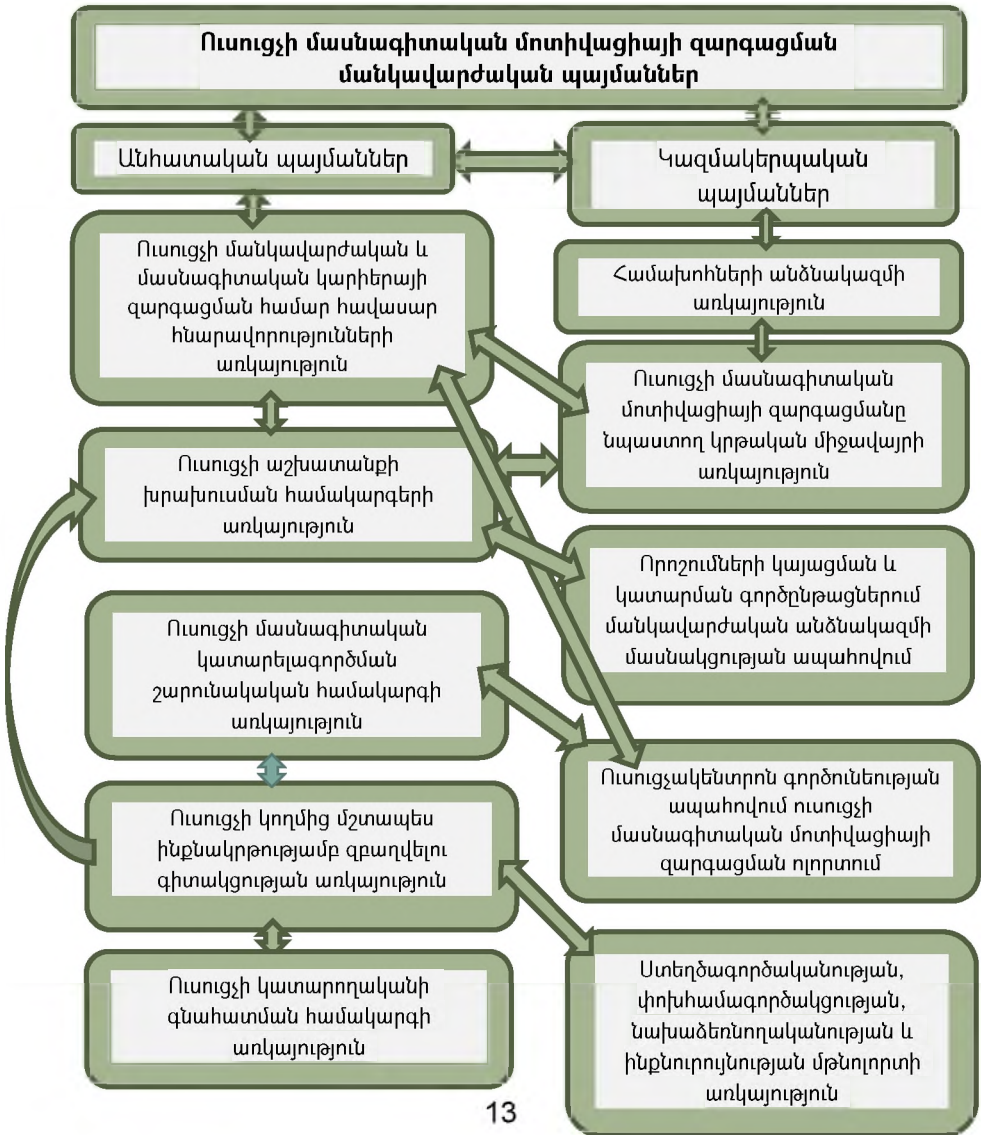 Ուսուցչի մասնագիտական մոտիվացիայի զարգացման
մանկավարժական պայմաններ
Անհատական պայմաններ
Կազմակերպական
պայմաններ
Ուսուցչի մանկավարժական և
մասնագիտական կարիերայի
զարգացման համար հավասար
հնարավորությունների
առկայություն
Համախոհների անձնակազմի
առկայություն
Ուսուցչի մասնագիտական
մոտիվացիայի զարգացմանը
նպաստող կրթական միջավայրի
առկայություն
Ուսուցչի աշխատանքի
խրախուսման համակարգերի
առկայություն
Որոշումների կայացման և
կատարման գործընթացներում
մանկավարժական անձնակազմի
մասնակցության ապահովում
Ուսուցչի մասնագիտական
կատարելագործման
շարունակական համակարգի
առկայություն
Ուսուցչակենտրոն գործունեության
ապահովում ուսուցչի
մասնագիտական մոտիվացիայի
զարգացման ոլորտում
Ուսուցչի կողմից մշտապես
ինքնակրթությամբ զբաղվելու
գիտակցության առկայություն
Ուսուցչի կատարողականի
գնահատման համակարգի
առկայություն
Ստեղծագործականության,
փոխհամագործակցության,
նախաձեռնողականության և
ինքնուրույնության մթնոլորտի
առկայություն
13